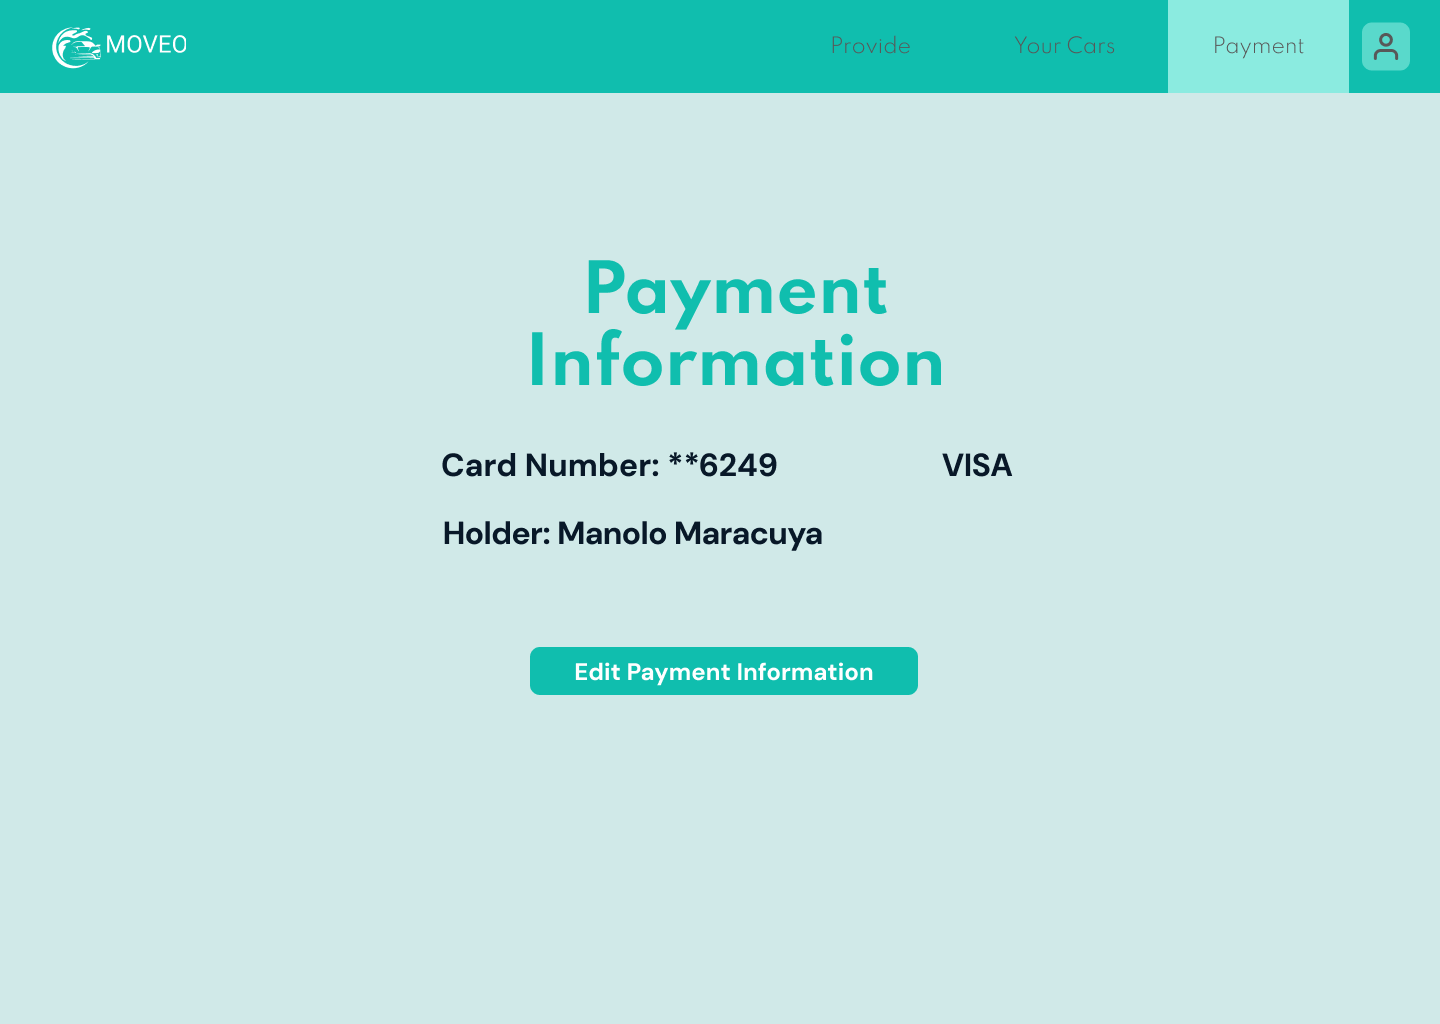 MOVEO
Provide
Your Cars
Payment
Payment
Information
Card Number: **6249
VISA
Holder: Manolo Maracuya
Edit Payment Information